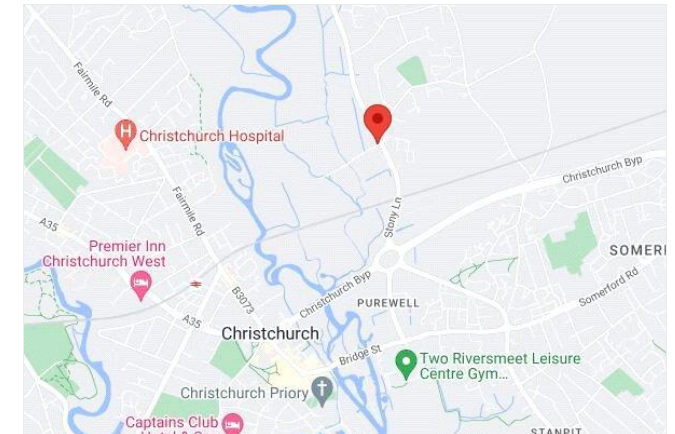 Fairmile Rd
H
Christchurch Hospital
Fairmile Rd
A35
Stony Ln
Christchurch Byp
Premier Inn
Christchurch West
SOMERI
B3073
Christchurch Byp
PUREWELL
Somerford Rd
A35
Christchurch
Bridge St
Two Riversmeet Leisure
Centre Gym...
Christchurch Priory
Captains Club
STANPIT